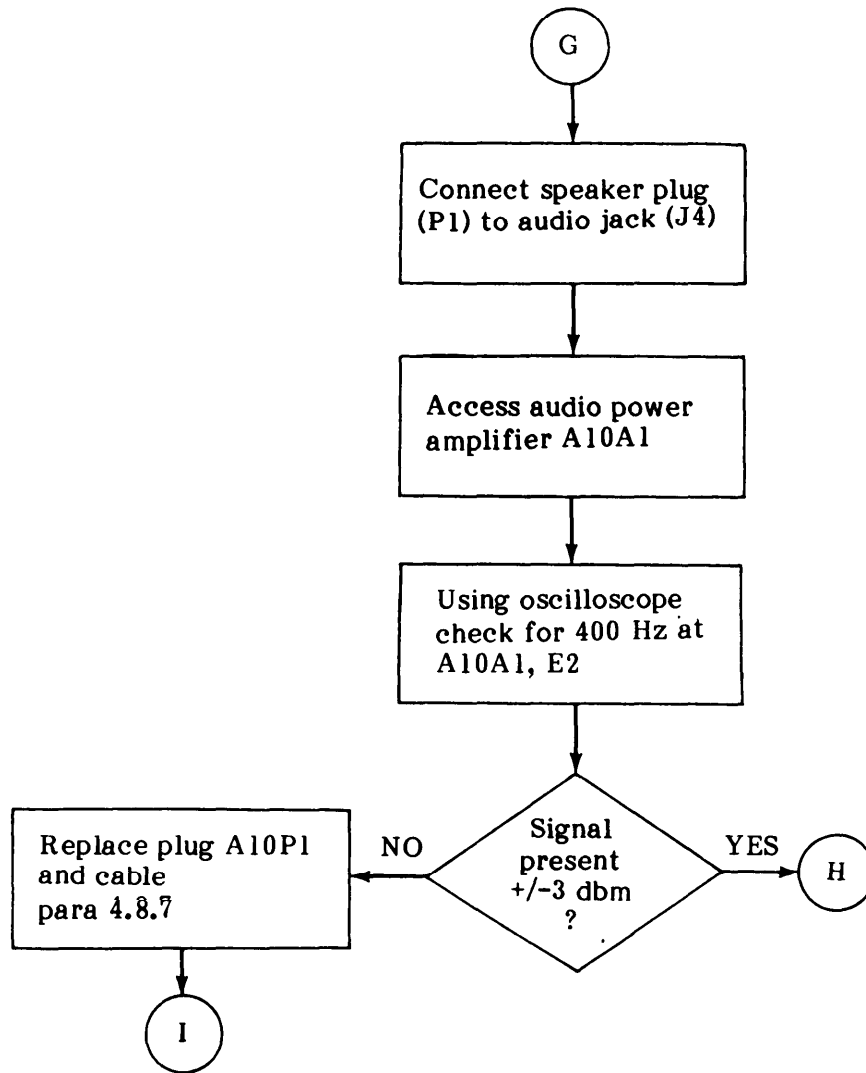 G
Connect speaker plug
(P1) to audio jack (J4)
Access audio power
amplifier A10A1
Using oscilloscope
check for 400 Hz at
A10A1, E2
Signal
present
+/-3 dbm
?
NO
YES
Replace plug A10P1
and cable
para 4.8.7
H
I